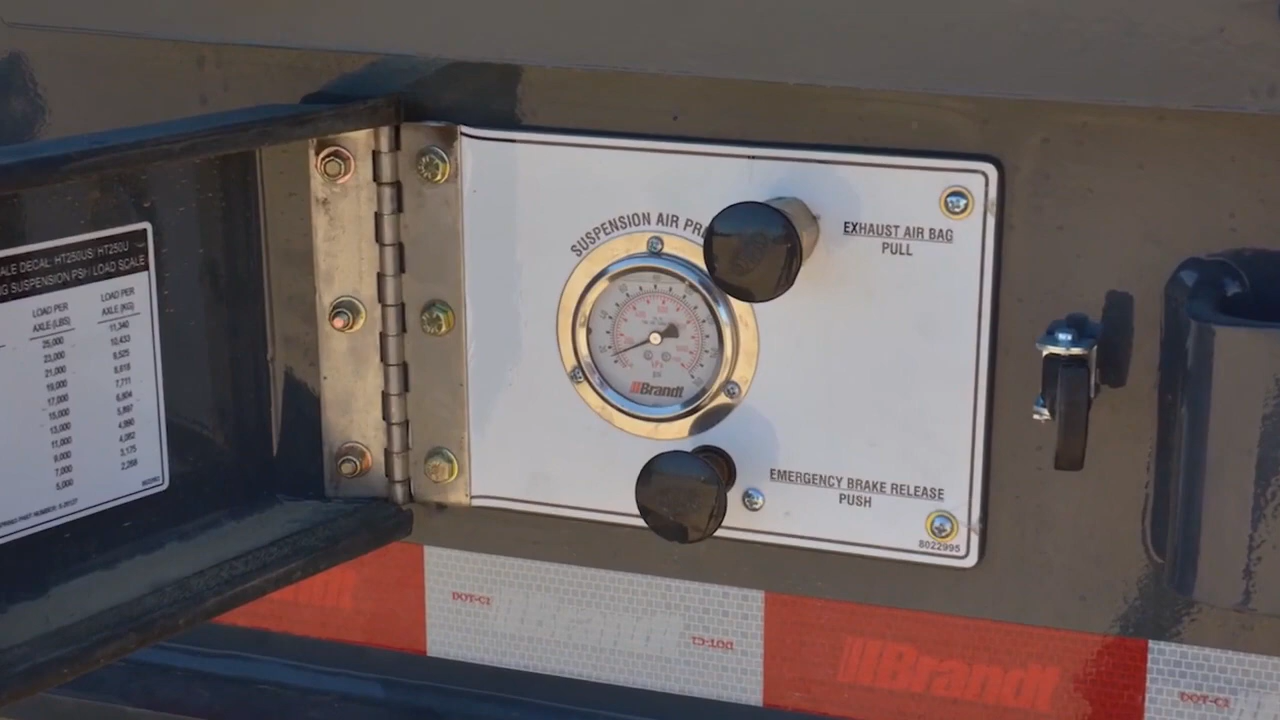 ALE DECAL: HT250US/ HT250U
G SUSPENSION PSI / LOAD SCALE
LOAD PER LOAD PER
AXLE (LBS) AXLE (KG)
25,000 11,340
23,000 10,433
21,000 9,525
19,000 8,618
17,000 7,711
15,000 6,804
13,000 5,897
11,000 4,990
9,000 4,082
7,000 3,175
5,000 2,268
SUSPENSION AIR PRE
EXHAUST AIR BAG
PULL
Brandt
EMERGENCY BRAKE RELEASE
PUSH
8022995
DOT-C2
Brandt
DOT-C2